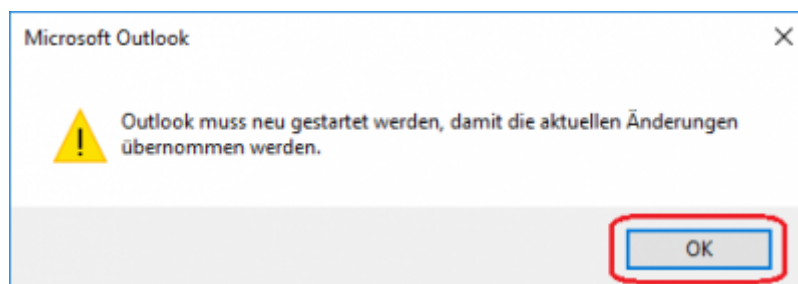 Microsoft Outlook
Outlook muss neu gestartet werden, damit die aktuellen Änderungen
übernommen werden.
OK